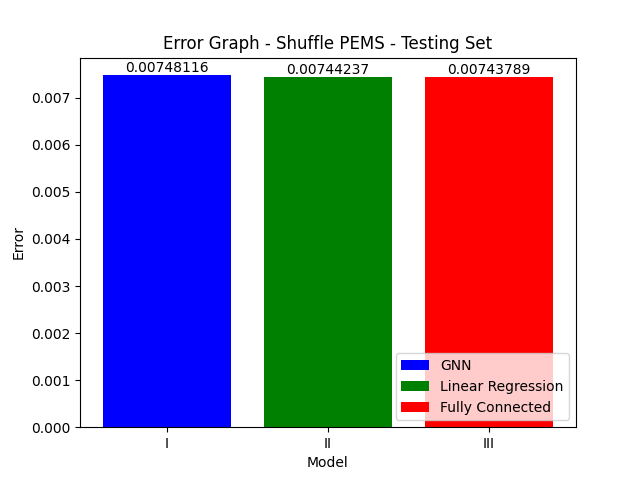 Error Graph - Shuffle PEMS - Testing Set
0.00748116
0.00744237
0.00743789
0.007
0.006
0.005
0.004
0.003
0.002
0.001
0.000
Error
GNN
Linear Regression
Fully Connected
I
II
III
Model